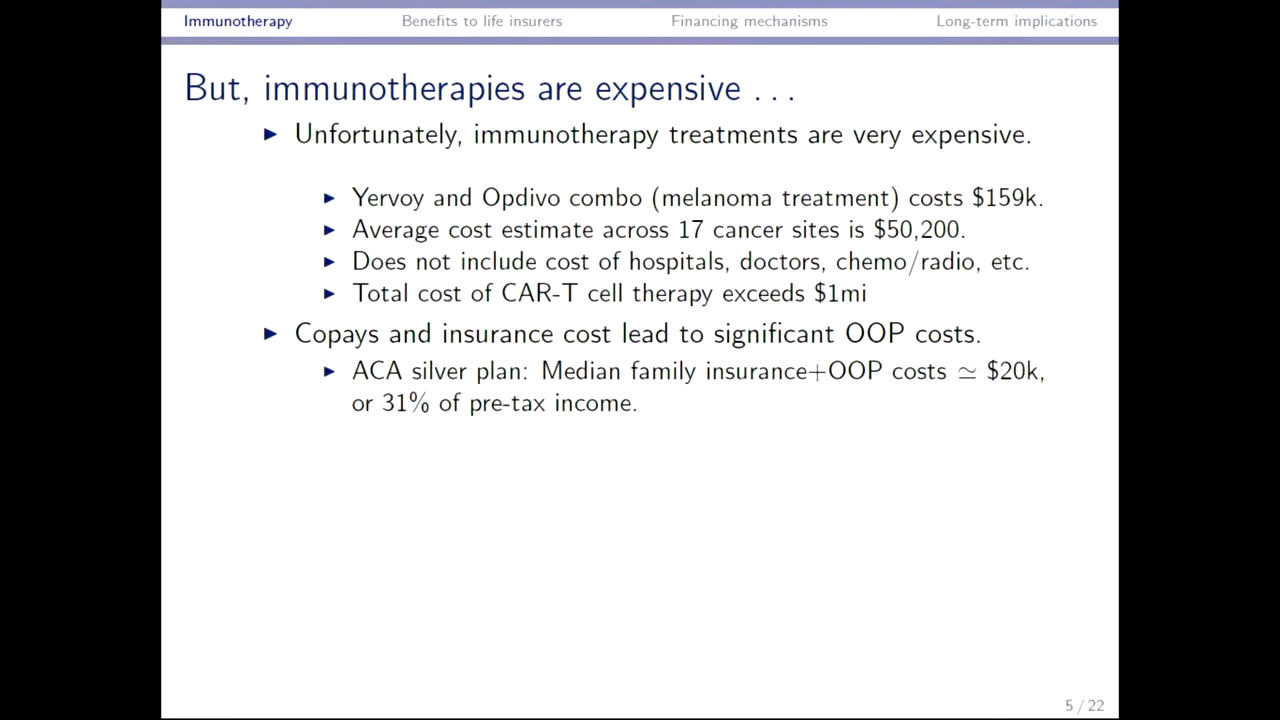 Immunotherapy Benefits to life insurers Financing mechanisms Long-term implications
But, immunotherapies are expensive . . .
▶ Unfortunately, immunotherapy treatments are very expensive.
▶ Yervoy and Opdivo combo (melanoma treatment) costs $159k.
▶ Average cost estimate across 17 cancer sites is $50,200.
▶ Does not include cost of hospitals, doctors, chemo/radio, etc.
▶ Total cost of CAR-T cell therapy exceeds $1mi
▶ Copays and insurance cost lead to significant OOP costs.
▶ ACA silver plan: Median family insurance+OOP costs ≃ $20k,
or 31% of pre-tax income.
5 / 22